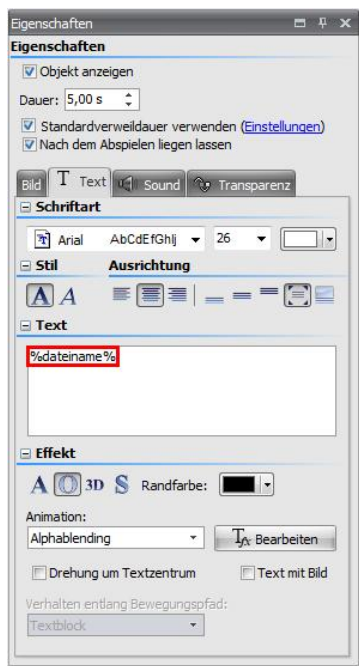 Eigenschaften
Eigenschaften
Objekt anzeigen
Dauer: 5,00 s
Standardverweildauer verwenden (Einstellungen)
Nach dem Abspielen liegen lassen
Bild T Text Sound Transparenz
Schriftart
Arial AbCdEfGhIj 26
Stil Ausrichtung
A A
Text
%dateiname%
Effekt
A O 3D S Randfarbe:
Animation:
Alphablending Tfx Bearbeiten
Drehung um Textzentrum Text mit Bild
Verhalten entlang Bewegungspfad:
Textblock